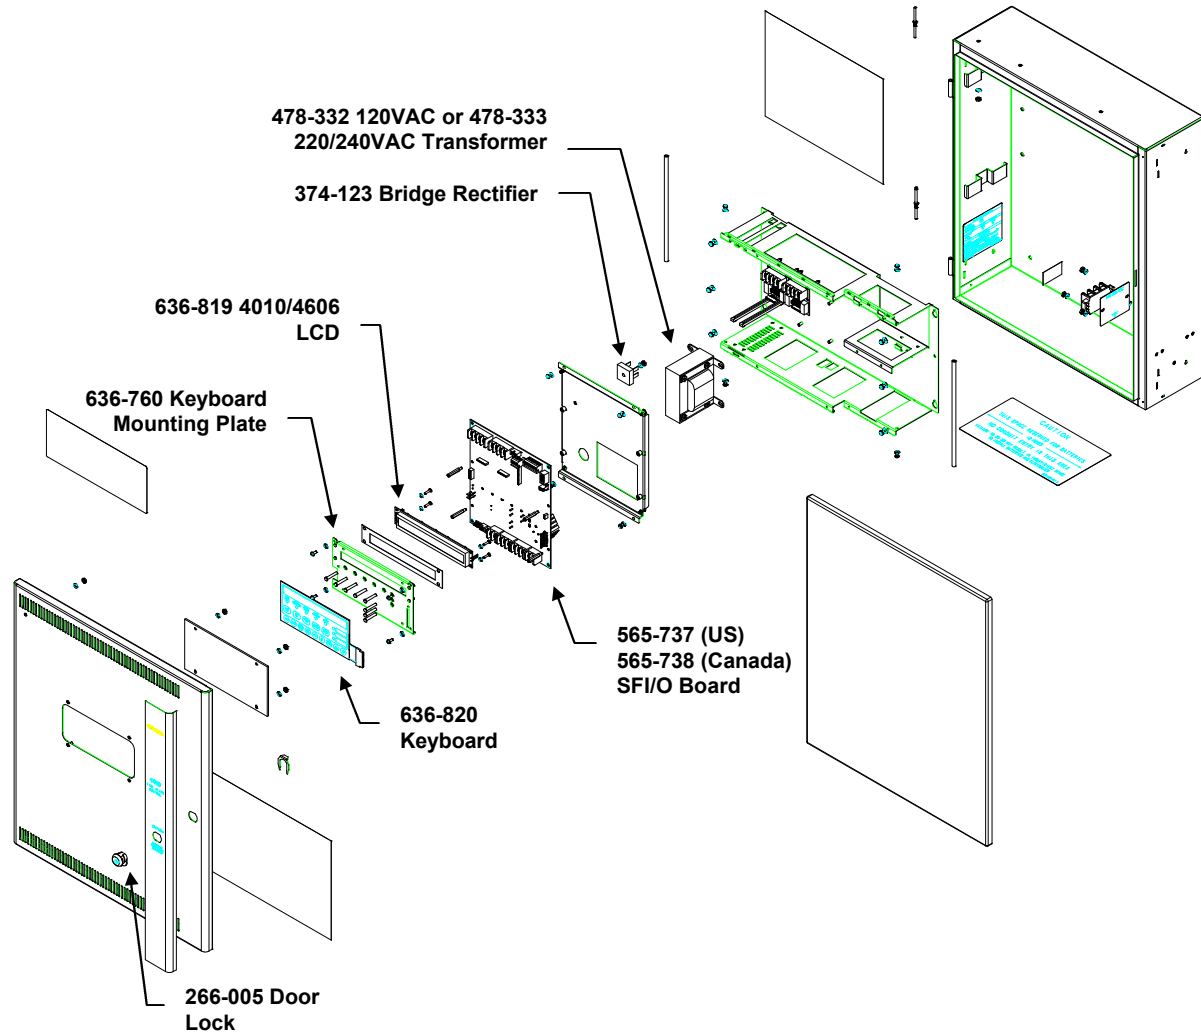 478-332 120VAC or 478-333
220/240VAC Transformer
374-123 Bridge Rectifier
636-819 4010/4606
LCD
636-760 Keyboard
Mounting Plate
CAUTION
565-737 (US)
565-738 (Canada)
SFI/O Board
636-820
Keyboard
266-005 Door
Lock